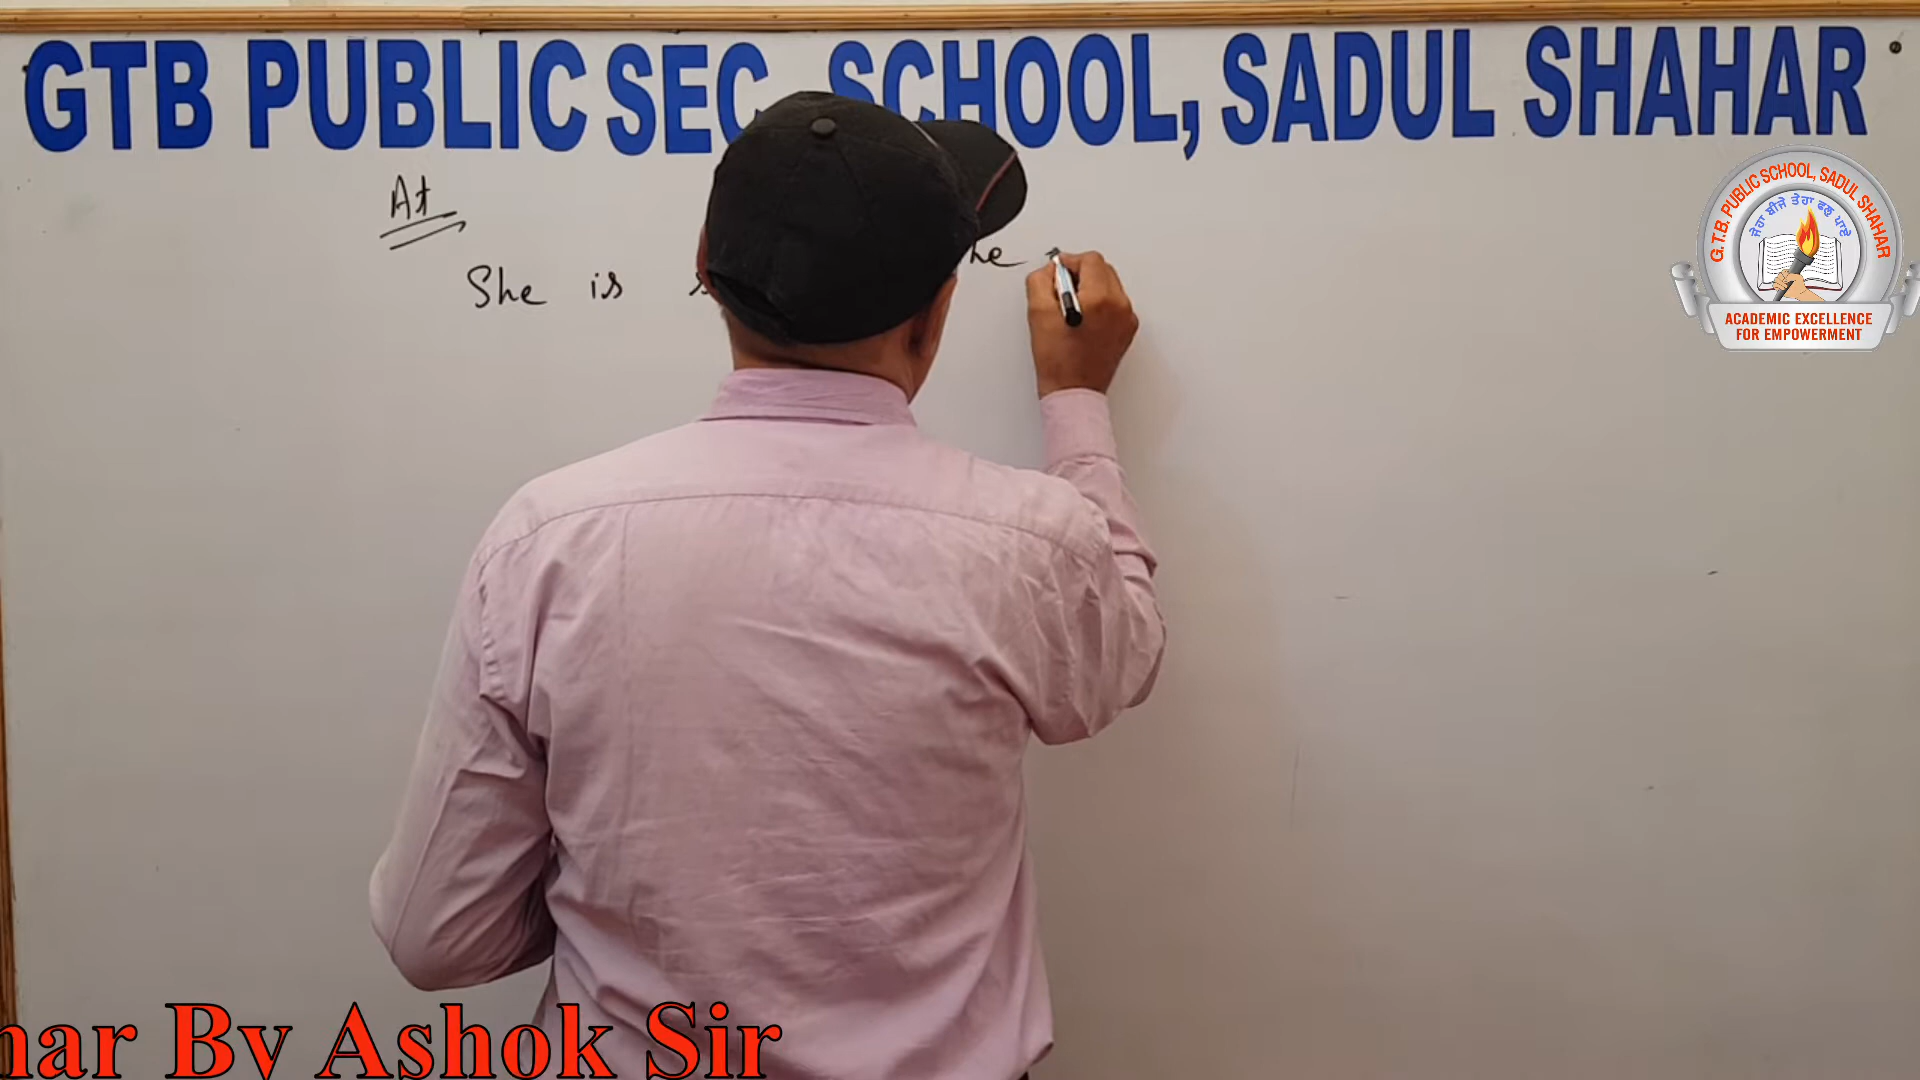 GTB PUBLIC SEC. SCHOOL, SADUL SHAHAR
At
She is
G.T.B. PUBLIC SCHOOL, SADUL SHAHAR
ਜੇਹਾ ਬੀਜੇ ਤੇਹਾ ਫਲੁ ਪਾਏ
ACADEMIC EXCELLENCE
FOR EMPOWERMENT
By Ashok Sir